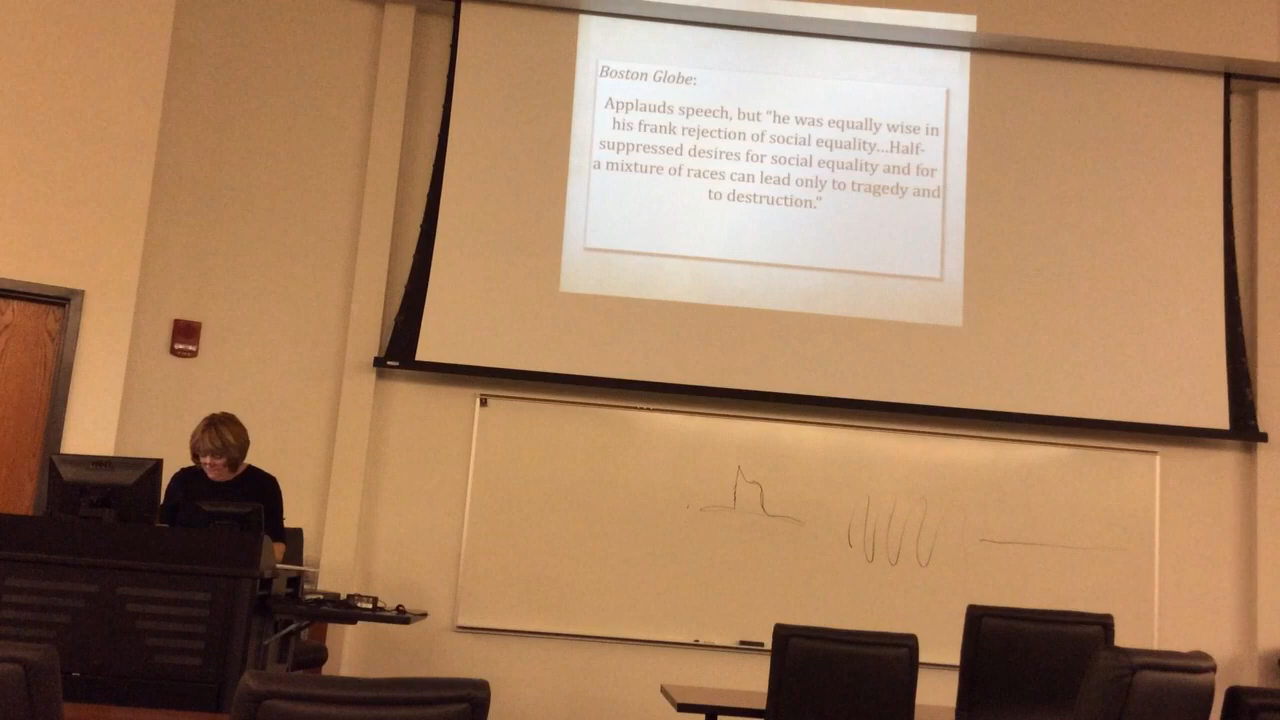 Boston Globe:
Applauds speech, but “he was equally wise in
his frank rejection of social equality...Half-
suppressed desires for social equality and for
a mixture of races can lead only to tragedy and
to destruction.”